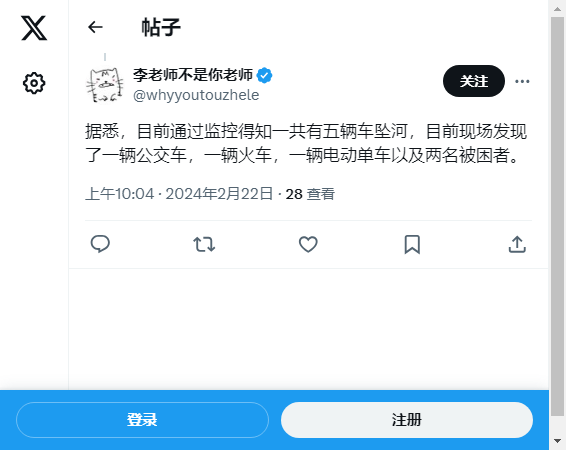 帖子
李老师不是你老师
@whyyoutouzhele
关注
据悉，目前通过监控得知一共有五辆车坠河，目前现场发现
了一辆公交车，一辆火车，一辆电动单车以及两名被困者。
上午10:04 · 2024年2月22日 · 28 查看
登录
注册